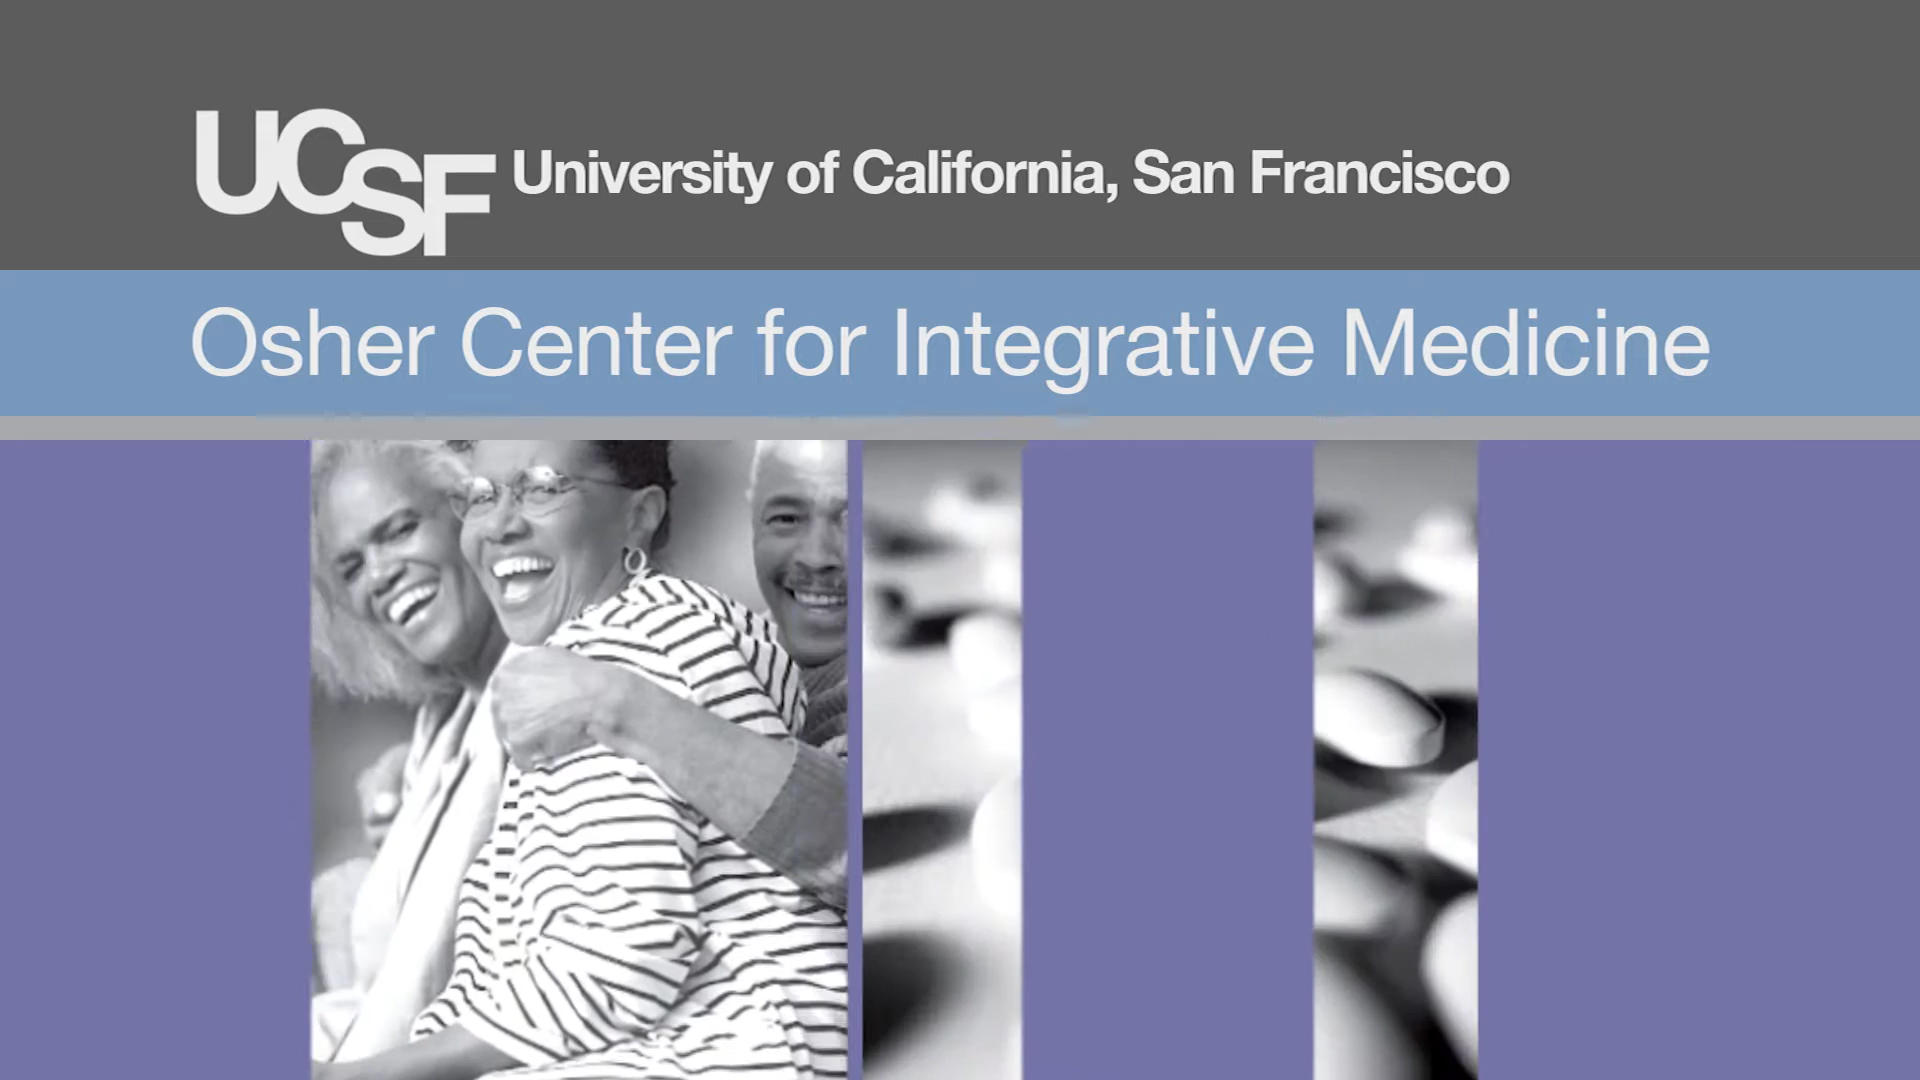 UCSF University of California, San Francisco
Osher Center for Integrative Medicine